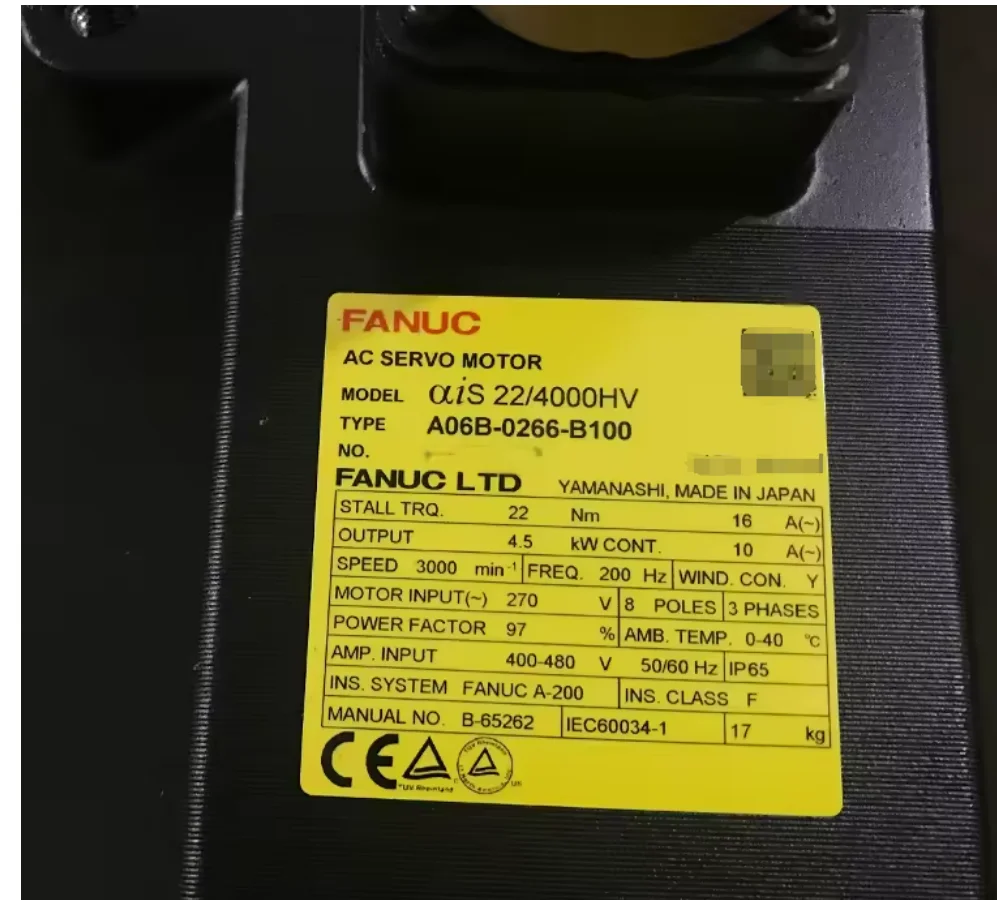 FANUC
AC SERVO MOTOR
MODEL αiS 22/4000HV
TYPE A06B-0266-B100
NO.
FANUC LTD YAMANASHI, MADE IN JAPAN
STALL TRQ. 22 Nm 16 A(~)
OUTPUT 4.5 kW CONT. 10 A(~)
SPEED 3000 min⁻¹ FREQ. 200 Hz WIND. CON. Y
MOTOR INPUT(~) 270 V 8 POLES 3 PHASES
POWER FACTOR 97 % AMB. TEMP. 0-40 °C
AMP. INPUT 400-480 V 50/60 Hz IP65
INS. SYSTEM FANUC A-200 INS. CLASS F
MANUAL NO. B-65262 IEC60034-1 17 kg
CE
TÜV Rheinland